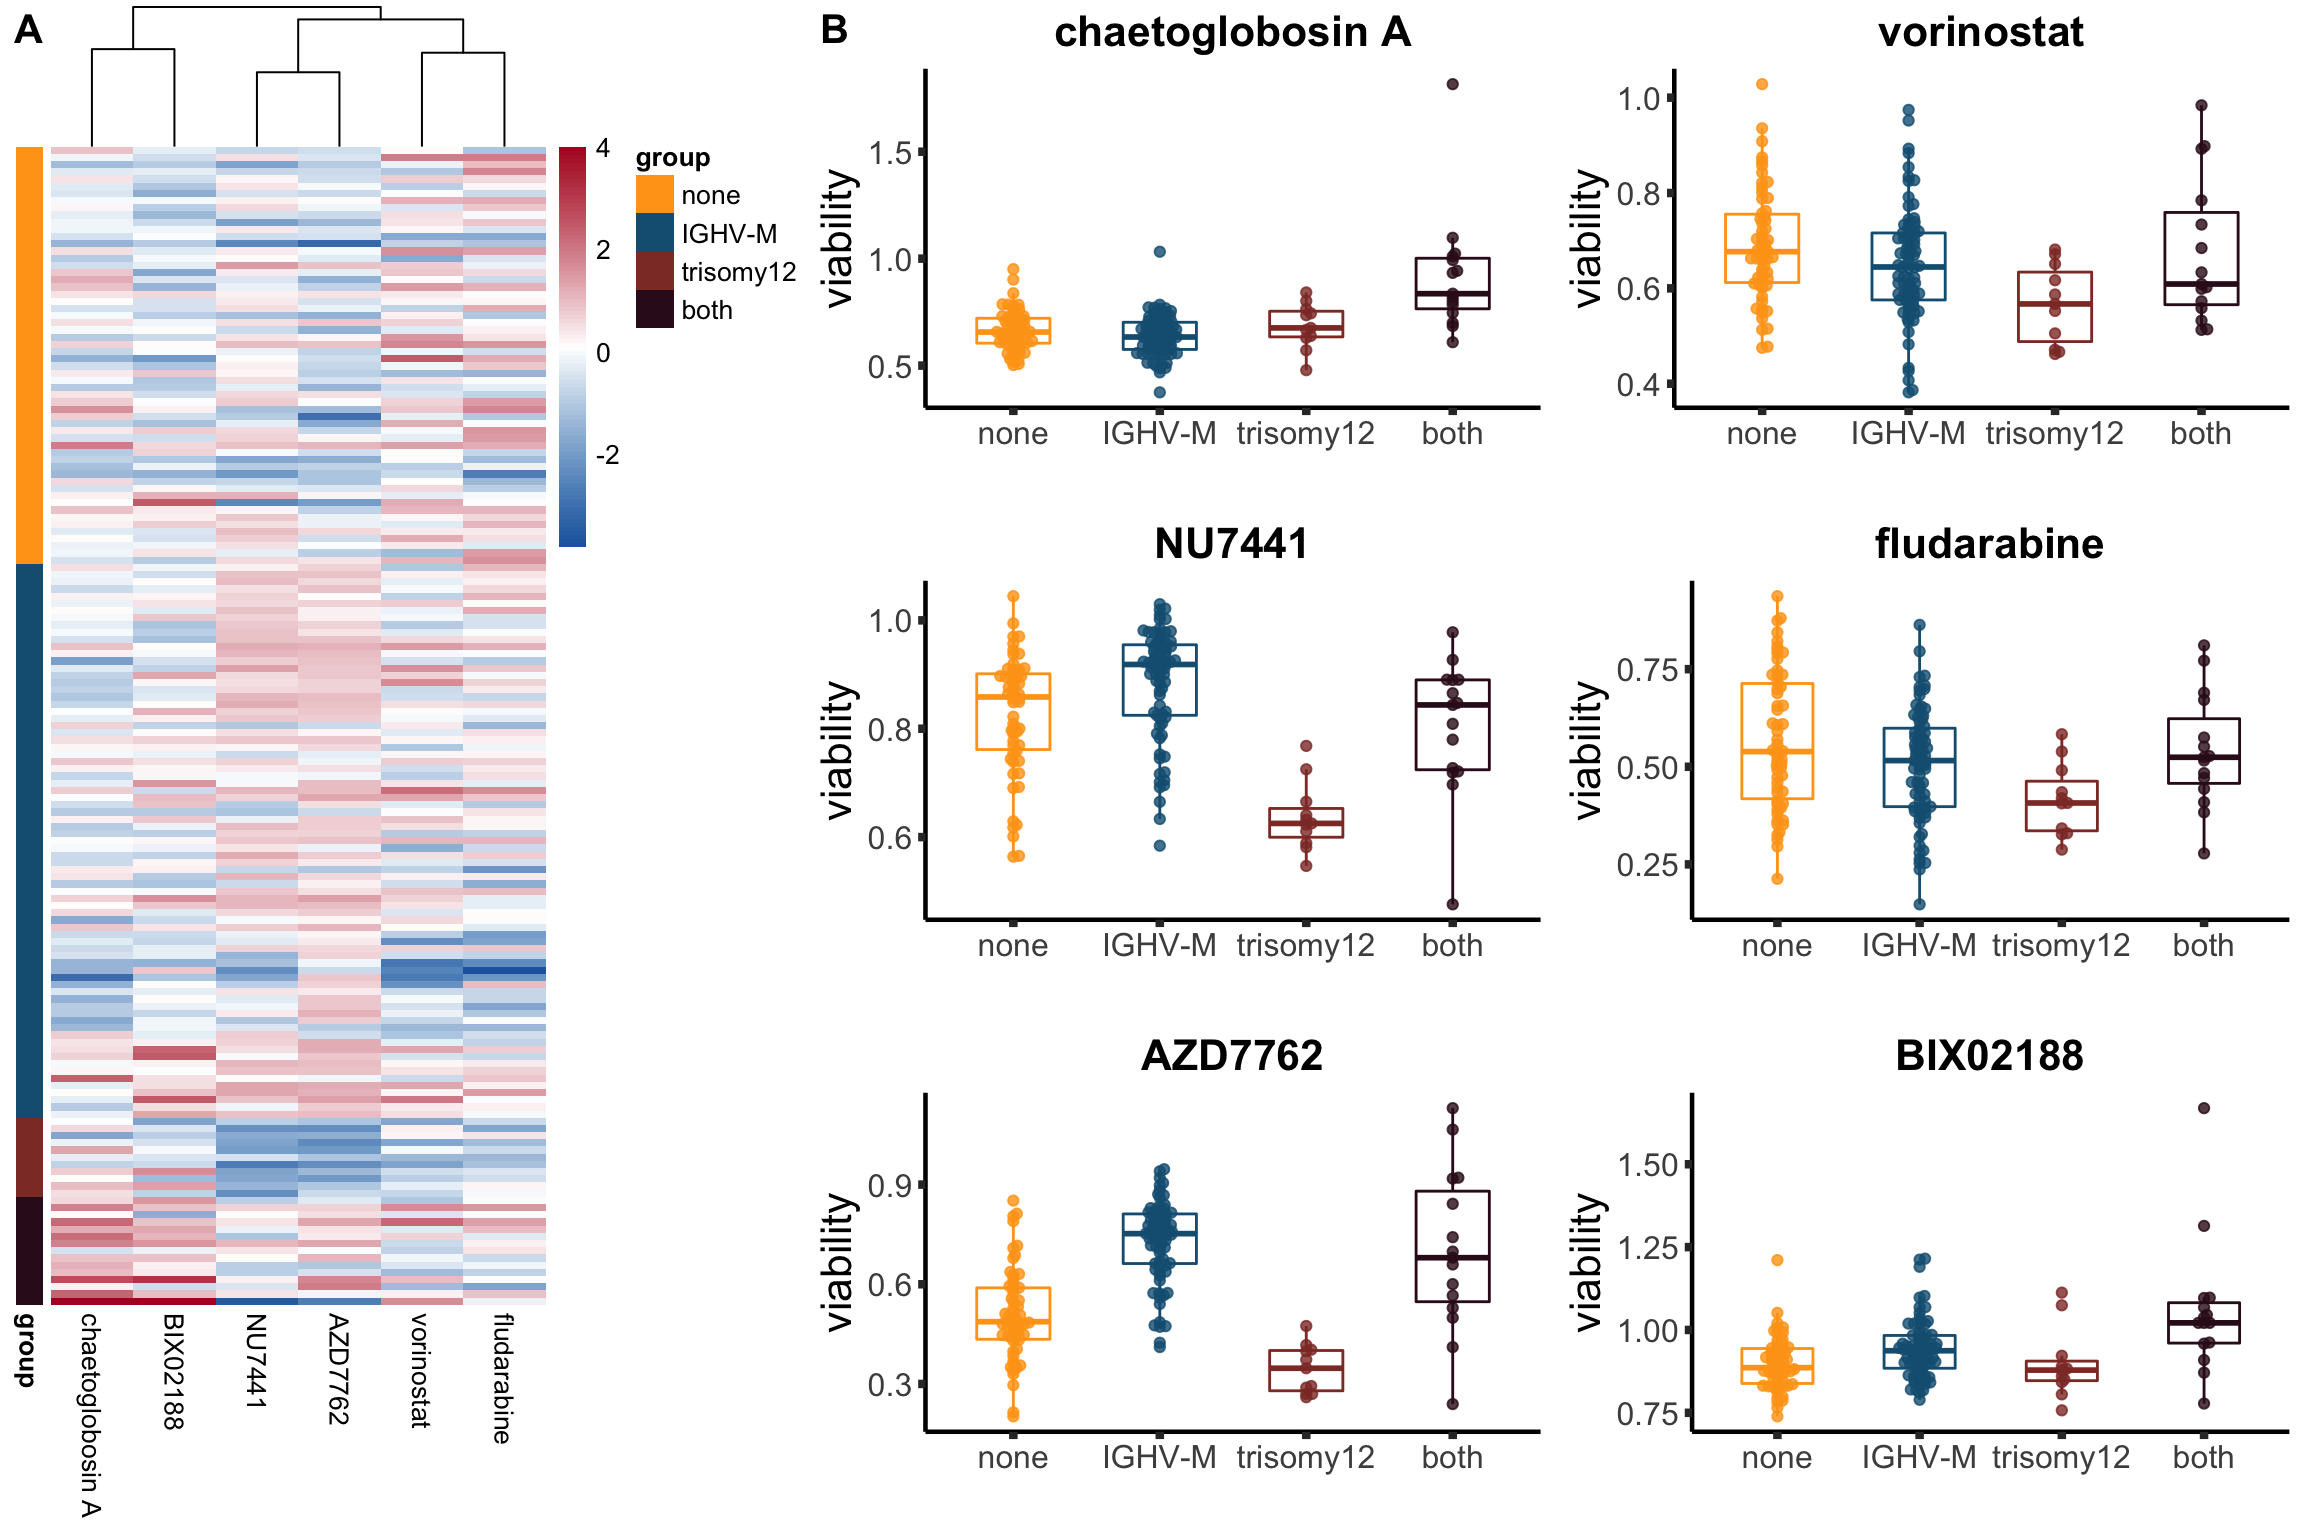 A
4
2
0
-2
group
none
IGHV-M
trisomy12
both
group
chaetoglobosin A
BIX02188
NU7441
AZD7762
vorinostat
fludarabine
B
chaetoglobosin A
viability
1.5
1.0
0.5
none IGHV-M trisomy12 both
vorinostat
viability
1.0
0.8
0.6
0.4
none IGHV-M trisomy12 both
NU7441
viability
1.0
0.8
0.6
none IGHV-M trisomy12 both
fludarabine
viability
0.75
0.50
0.25
none IGHV-M trisomy12 both
AZD7762
viability
0.9
0.6
0.3
none IGHV-M trisomy12 both
BIX02188
viability
1.50
1.25
1.00
0.75
none IGHV-M trisomy12 both